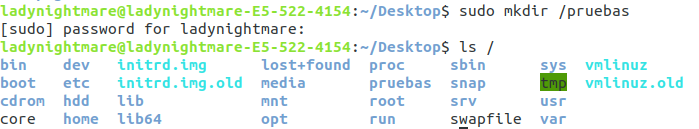 ladynightmare@ladynightmare-E5-522-4154:~/Desktop$ sudo mkdir /pruebas
[sudo] password for ladynightmare:
ladynightmare@ladynightmare-E5-522-4154:~/Desktop$ ls /
bin dev initrd.img lost+found proc sbin sys vmlinuz
boot etc initrd.img.old media pruebas snap tmp vmlinuz.old
cdrom hdd lib mnt root srv usr
core home lib64 opt run swapfile var